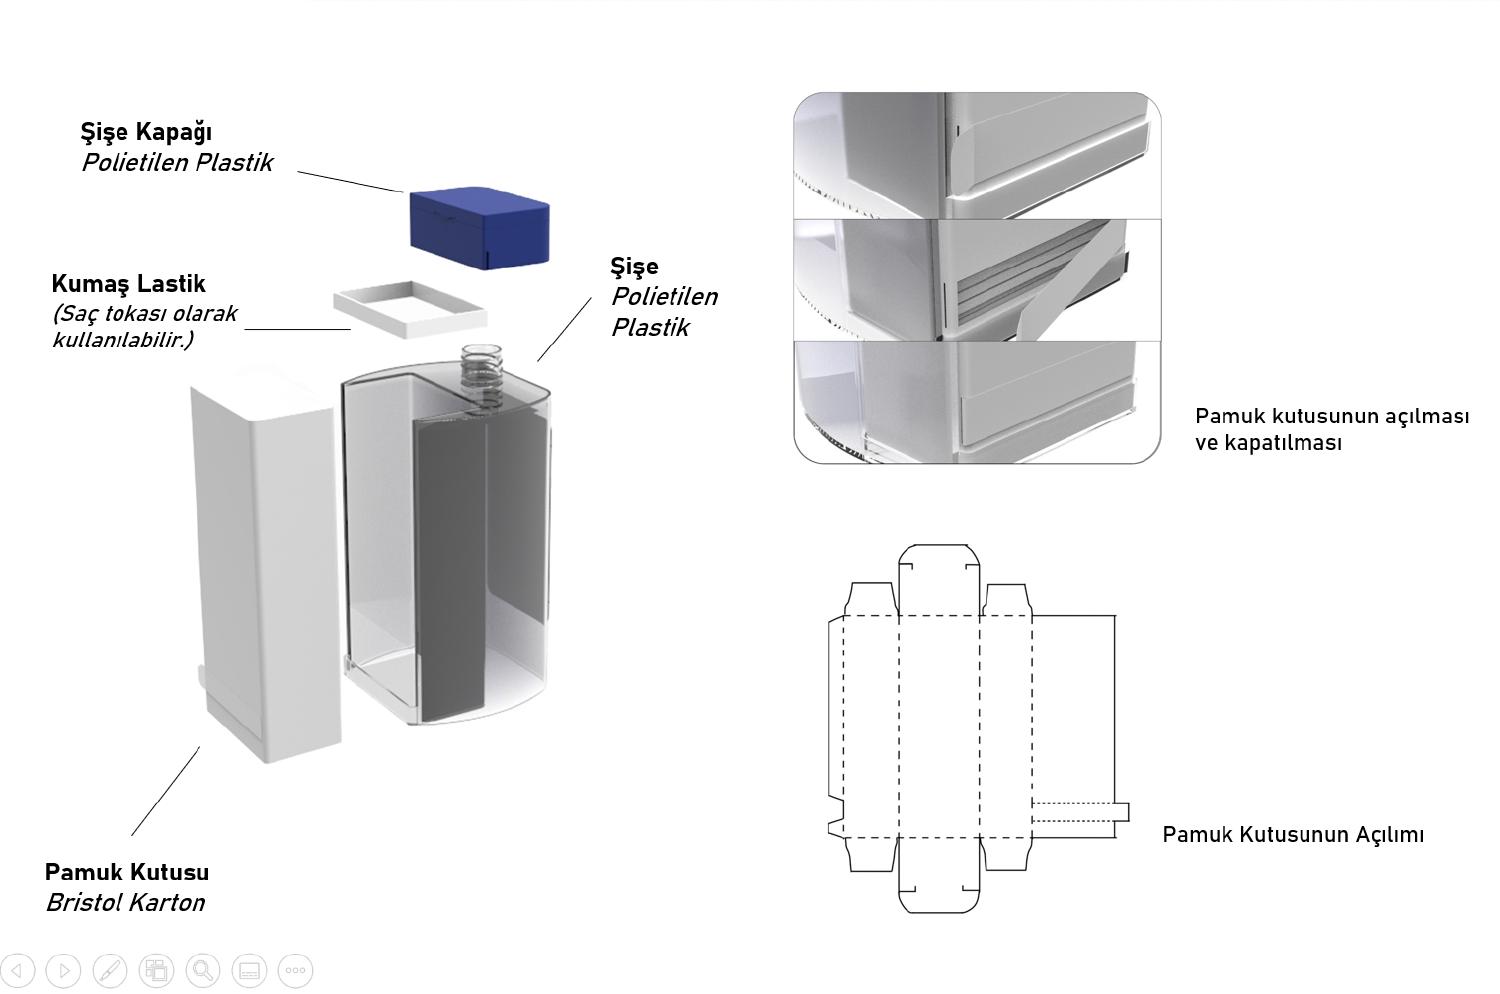 Şişe Kapağı
Polietilen Plastik
Kumaş Lastik
(Saç tokası olarak
kullanılabilir.)
Şişe
Polietilen
Plastik
Pamuk Kutusu
Bristol Karton
Pamuk kutusunun açılması
ve kapatılması
Pamuk Kutusunun Açılımı